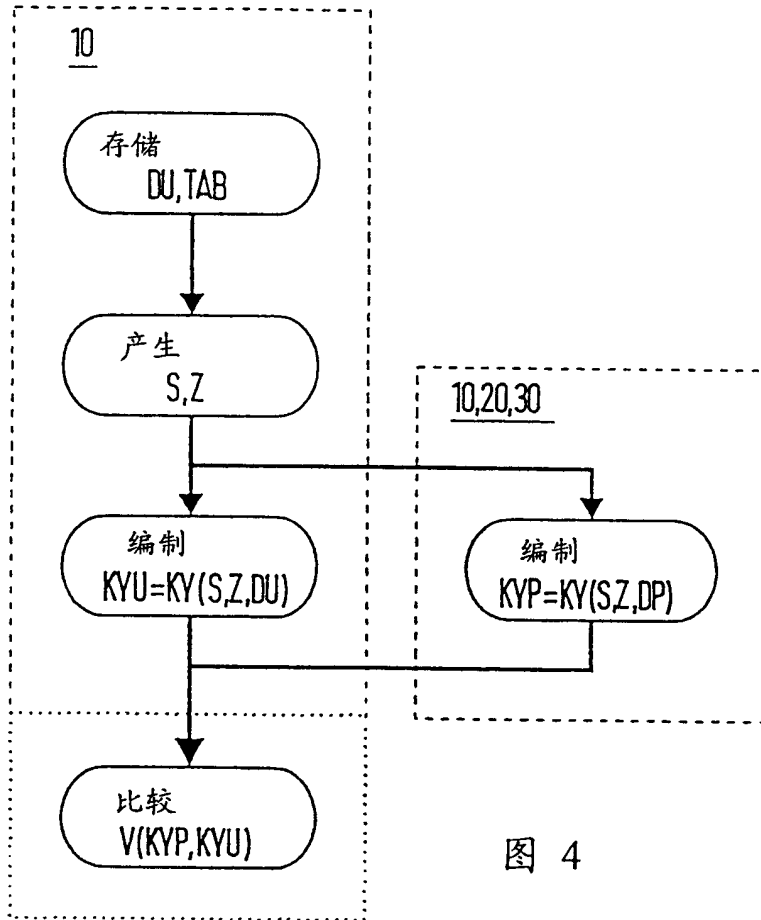 10
存储
DU,TAB
产生
S,Z
10,20,30
编制
KYU=KY(S,Z,DU)
编制
KYP=KY(S,Z,DP)
比较
V(KYP,KYU)
图 4